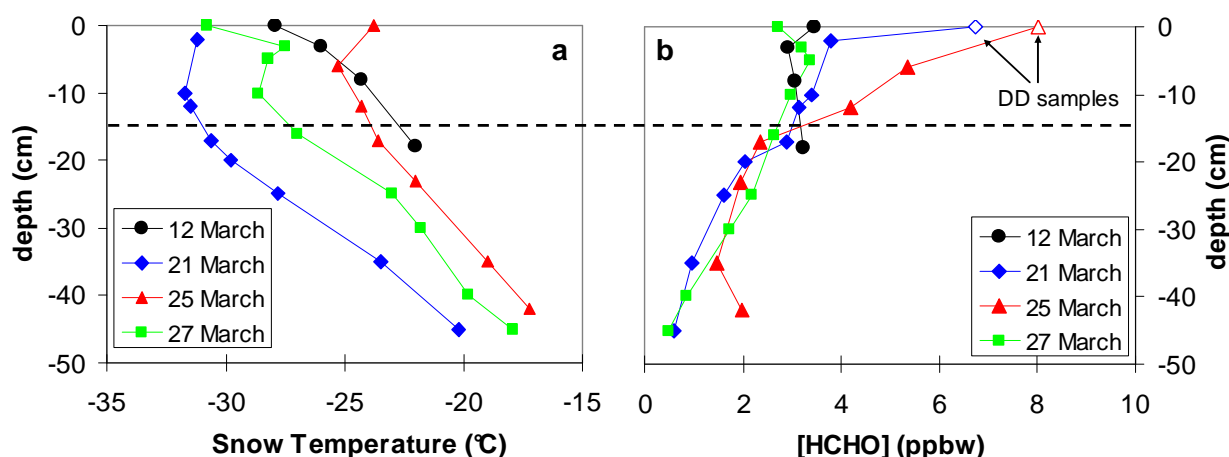 a
b
0
-10
-20
-30
-40
-50
depth (cm)
-35
-30
-25
-20
-15
Snow Temperature (°C)
12 March
21 March
25 March
27 March
DD samples
0
2
4
6
8
10
[HCHO] (ppbw)
12 March
21 March
25 March
27 March
0
-10
-20
-30
-40
-50
depth (cm)